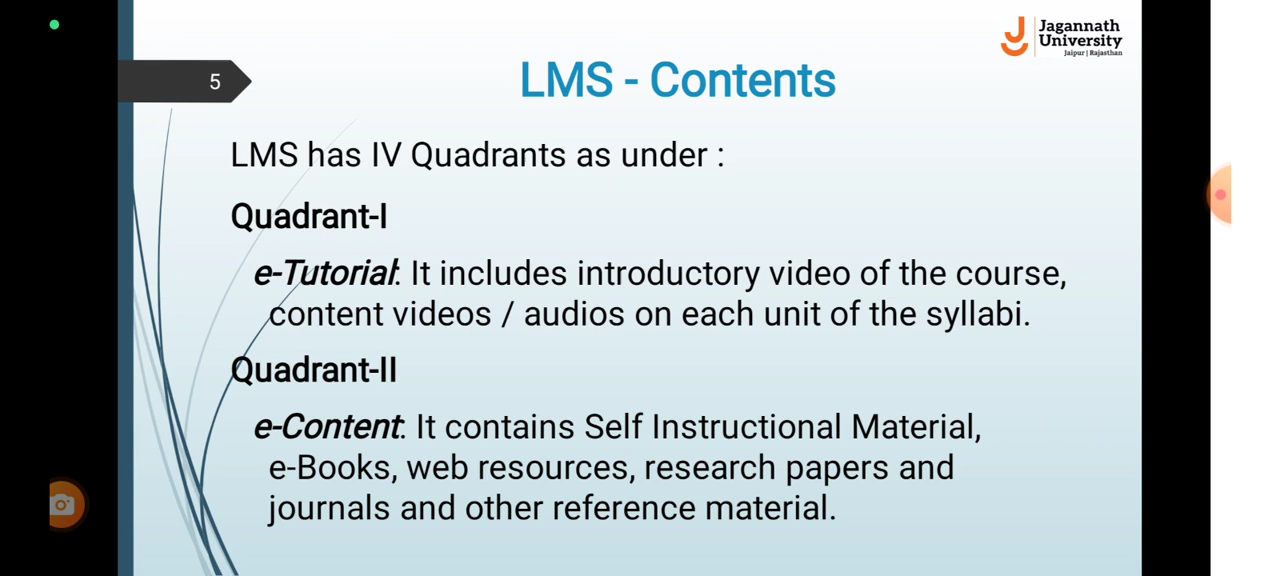 Jagannath
University
Jaipur | Rajasthan
5
LMS - Contents
LMS has IV Quadrants as under :
Quadrant-I
e-Tutorial: It includes introductory video of the course,
content videos / audios on each unit of the syllabi.
Quadrant-II
e-Content: It contains Self Instructional Material,
e-Books, web resources, research papers and
journals and other reference material.